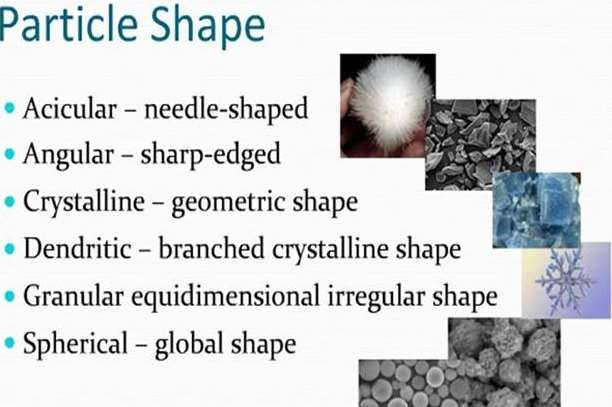 Particle Shape
• Acicular – needle-shaped
• Angular – sharp-edged
• Crystalline – geometric shape
• Dendritic – branched crystalline shape
• Granular equidimensional irregular shape
• Spherical – global shape